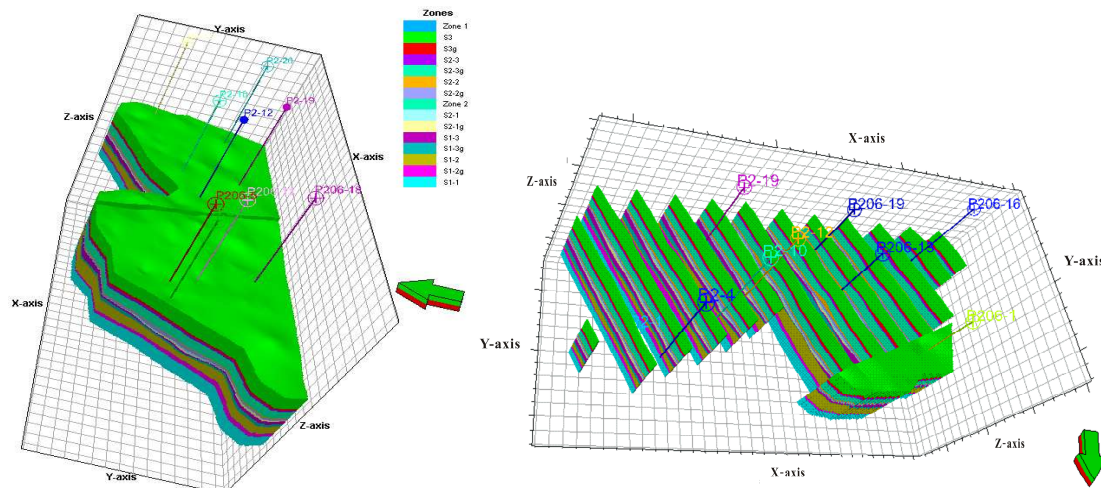 Y-axis
P2-20
P2-12
P2-19
Z-axis
X-axis
P206-18
X-axis
Z-axis
Y-axis
Zones
Zone 1
S3
S3g
S2-3
S2-3g
S2-2
S2-2g
Zone 2
S2-1
S2-1g
S1-3
S1-3g
S1-2
S1-2g
S1-1
X-axis
Z-axis
P2-19
P206-19
P206-16
P2-12
P2-10
P206-13
Y-axis
P2-4
P206-1
Y-axis
Z-axis
Z-axis
X-axis